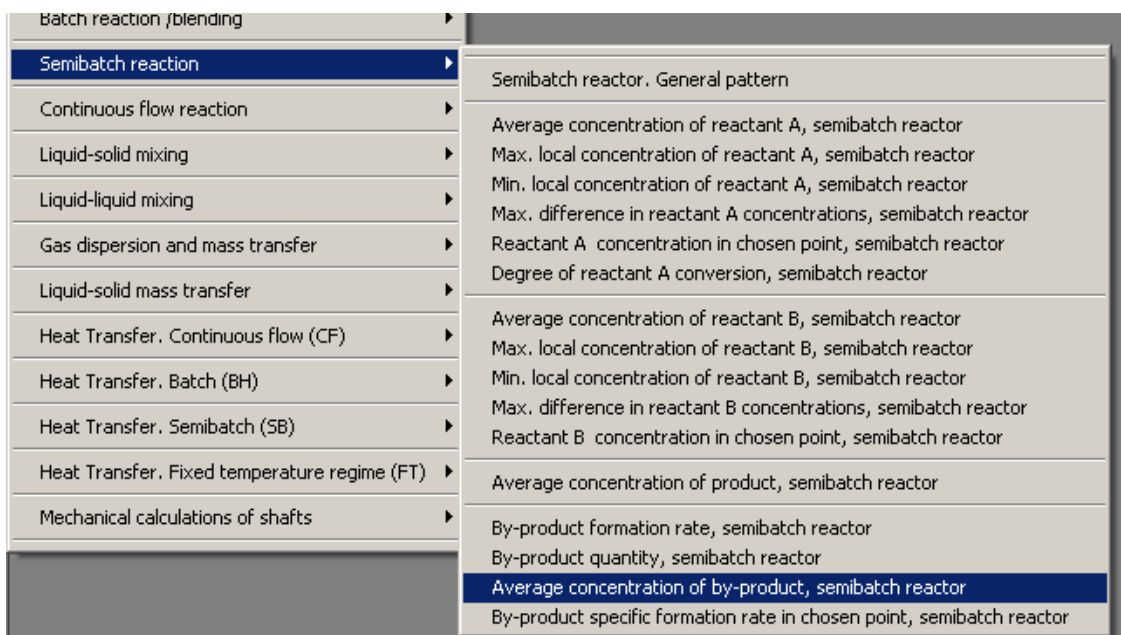 Batch reaction /blending
Semibatch reaction
Continuous flow reaction
Liquid-solid mixing
Liquid-liquid mixing
Gas dispersion and mass transfer
Liquid-solid mass transfer
Heat Transfer. Continuous flow (CF)
Heat Transfer. Batch (BH)
Heat Transfer. Semibatch (SB)
Heat Transfer. Fixed temperature regime (FT)
Mechanical calculations of shafts
Semibatch reactor. General pattern
Average concentration of reactant A, semibatch reactor
Max. local concentration of reactant A, semibatch reactor
Min. local concentration of reactant A, semibatch reactor
Max. difference in reactant A concentrations, semibatch reactor
Reactant A  concentration in chosen point, semibatch reactor
Degree of reactant A conversion, semibatch reactor
Average concentration of reactant B, semibatch reactor
Max. local concentration of reactant B, semibatch reactor
Min. local concentration of reactant B, semibatch reactor
Max. difference in reactant B concentrations, semibatch reactor
Reactant B  concentration in chosen point, semibatch reactor
Average concentration of product, semibatch reactor
By-product formation rate, semibatch reactor
By-product quantity, semibatch reactor
Average concentration of by-product, semibatch reactor
By-product specific formation rate in chosen point, semibatch reactor